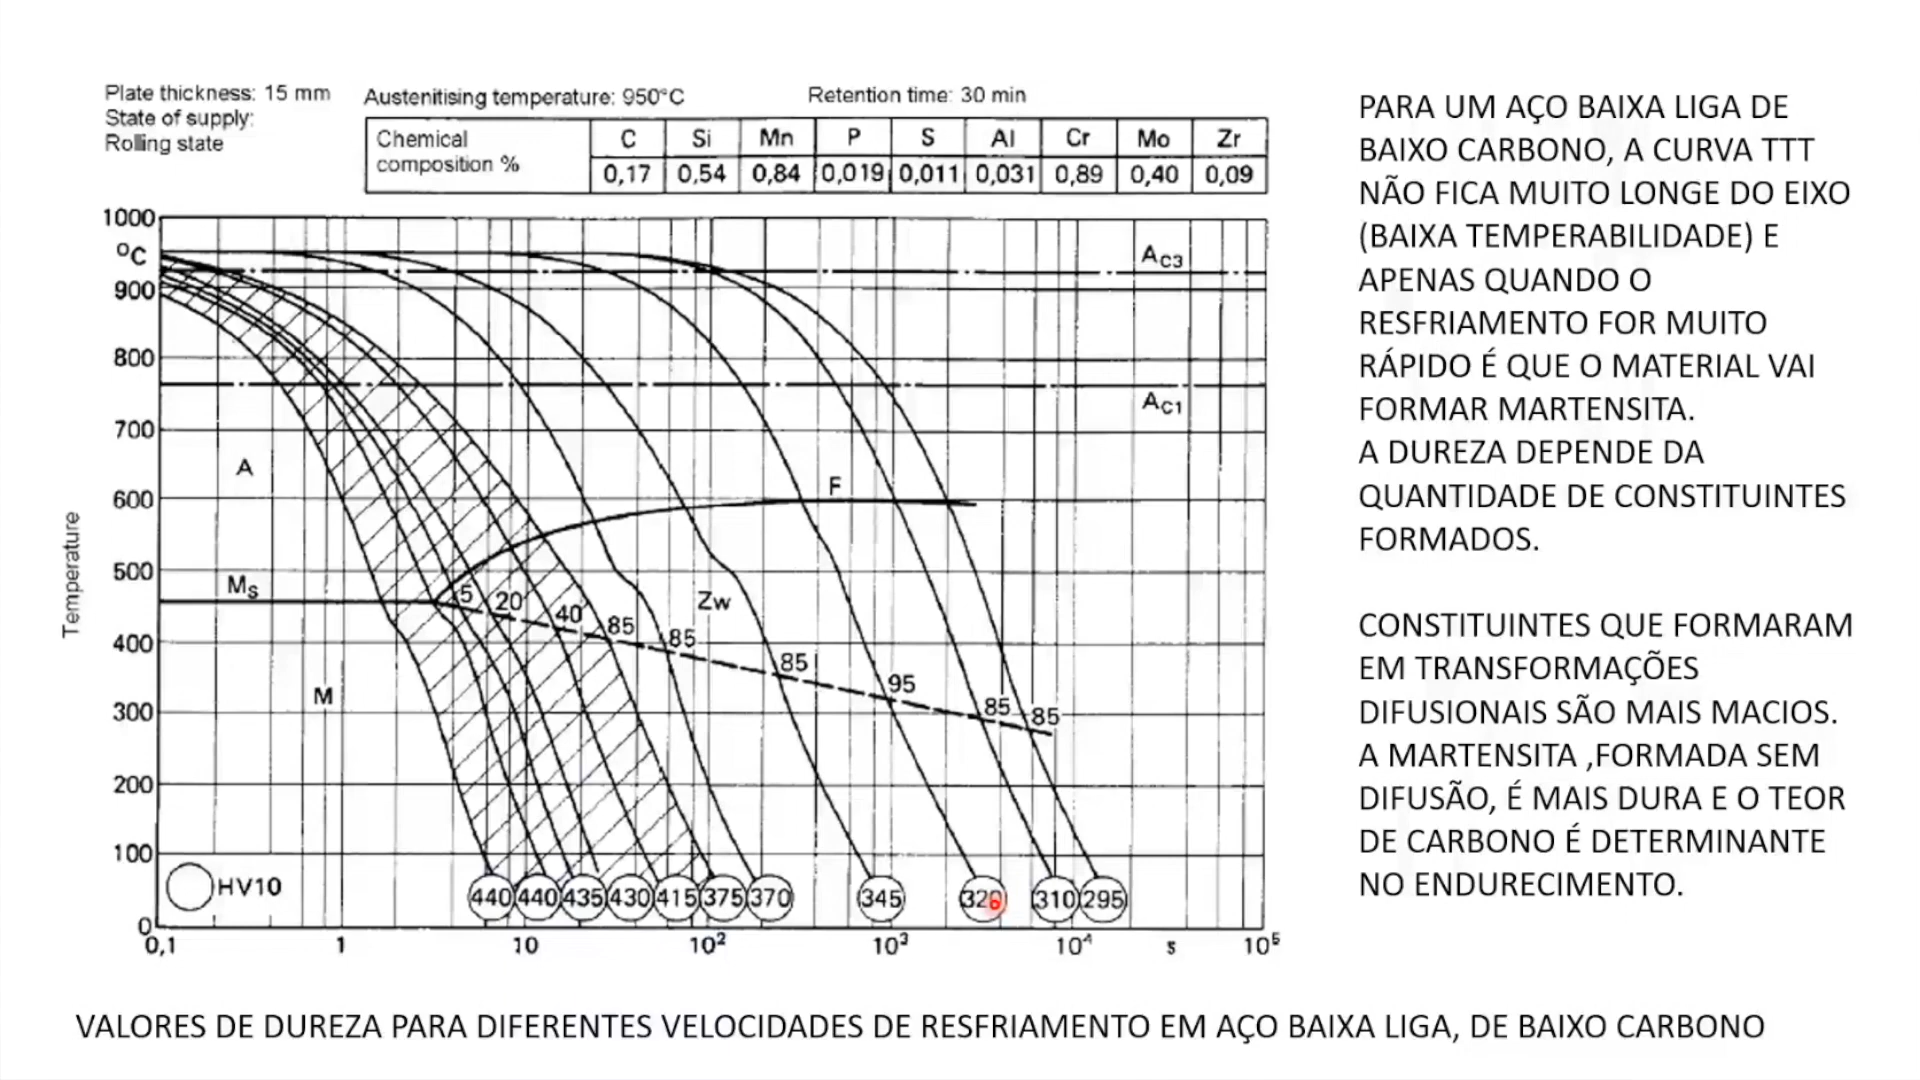 Plate thickness: 15 mm
State of supply:
Rolling state
Austenitising temperature: 950°C
Retention time: 30 min
Chemical composition %
C Si Mn P S Al Cr Mo Zr
0,17 0,54 0,84 0,019 0,011 0,031 0,89 0,40 0,09
1000
°C
900
800
700
600
500
400
300
200
100
0
Temperature
AC3
AC1
A
F
Ms
Zw
M
5 20 40 85 85 85 95 85 85
HV10
440 440 435 430 415 375 370 345 320 310 295
0,1 1 10 10² 10³ 10⁴ s 10⁵
PARA UM AÇO BAIXA LIGA DE
BAIXO CARBONO, A CURVA TTT
NÃO FICA MUITO LONGE DO EIXO
(BAIXA TEMPERABILIDADE) E
APENAS QUANDO O
RESFRIAMENTO FOR MUITO
RÁPIDO É QUE O MATERIAL VAI
FORMAR MARTENSITA.
A DUREZA DEPENDE DA
QUANTIDADE DE CONSTITUINTES
FORMADOS.
CONSTITUINTES QUE FORMARAM
EM TRANSFORMAÇÕES
DIFUSIONAIS SÃO MAIS MACIOS.
A MARTENSITA ,FORMADA SEM
DIFUSÃO, É MAIS DURA E O TEOR
DE CARBONO É DETERMINANTE
NO ENDURECIMENTO.
VALORES DE DUREZA PARA DIFERENTES VELOCIDADES DE RESFRIAMENTO EM AÇO BAIXA LIGA, DE BAIXO CARBONO